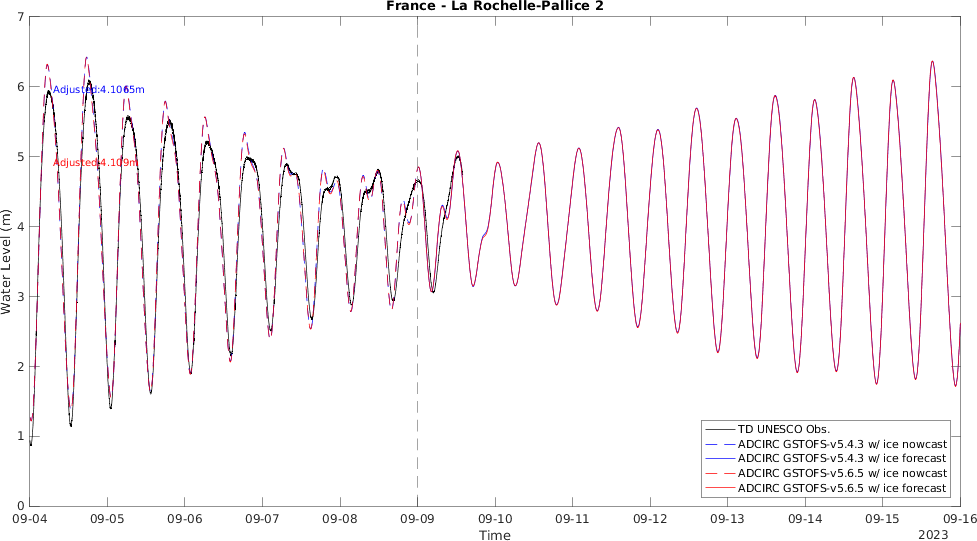 France - La Rochelle-Pallice 2
7
6
5
4
3
2
1
0
Water Level (m)
Adjusted:4.1065m
Adjusted:4.109m
TD UNESCO Obs.
ADCIRC GSTOFS-v5.4.3 w/ ice nowcast
ADCIRC GSTOFS-v5.4.3 w/ ice forecast
ADCIRC GSTOFS-v5.6.5 w/ ice nowcast
ADCIRC GSTOFS-v5.6.5 w/ ice forecast
09-04 09-05 09-06 09-07 09-08 09-09 09-10 09-11 09-12 09-13 09-14 09-15 09-16
Time
2023